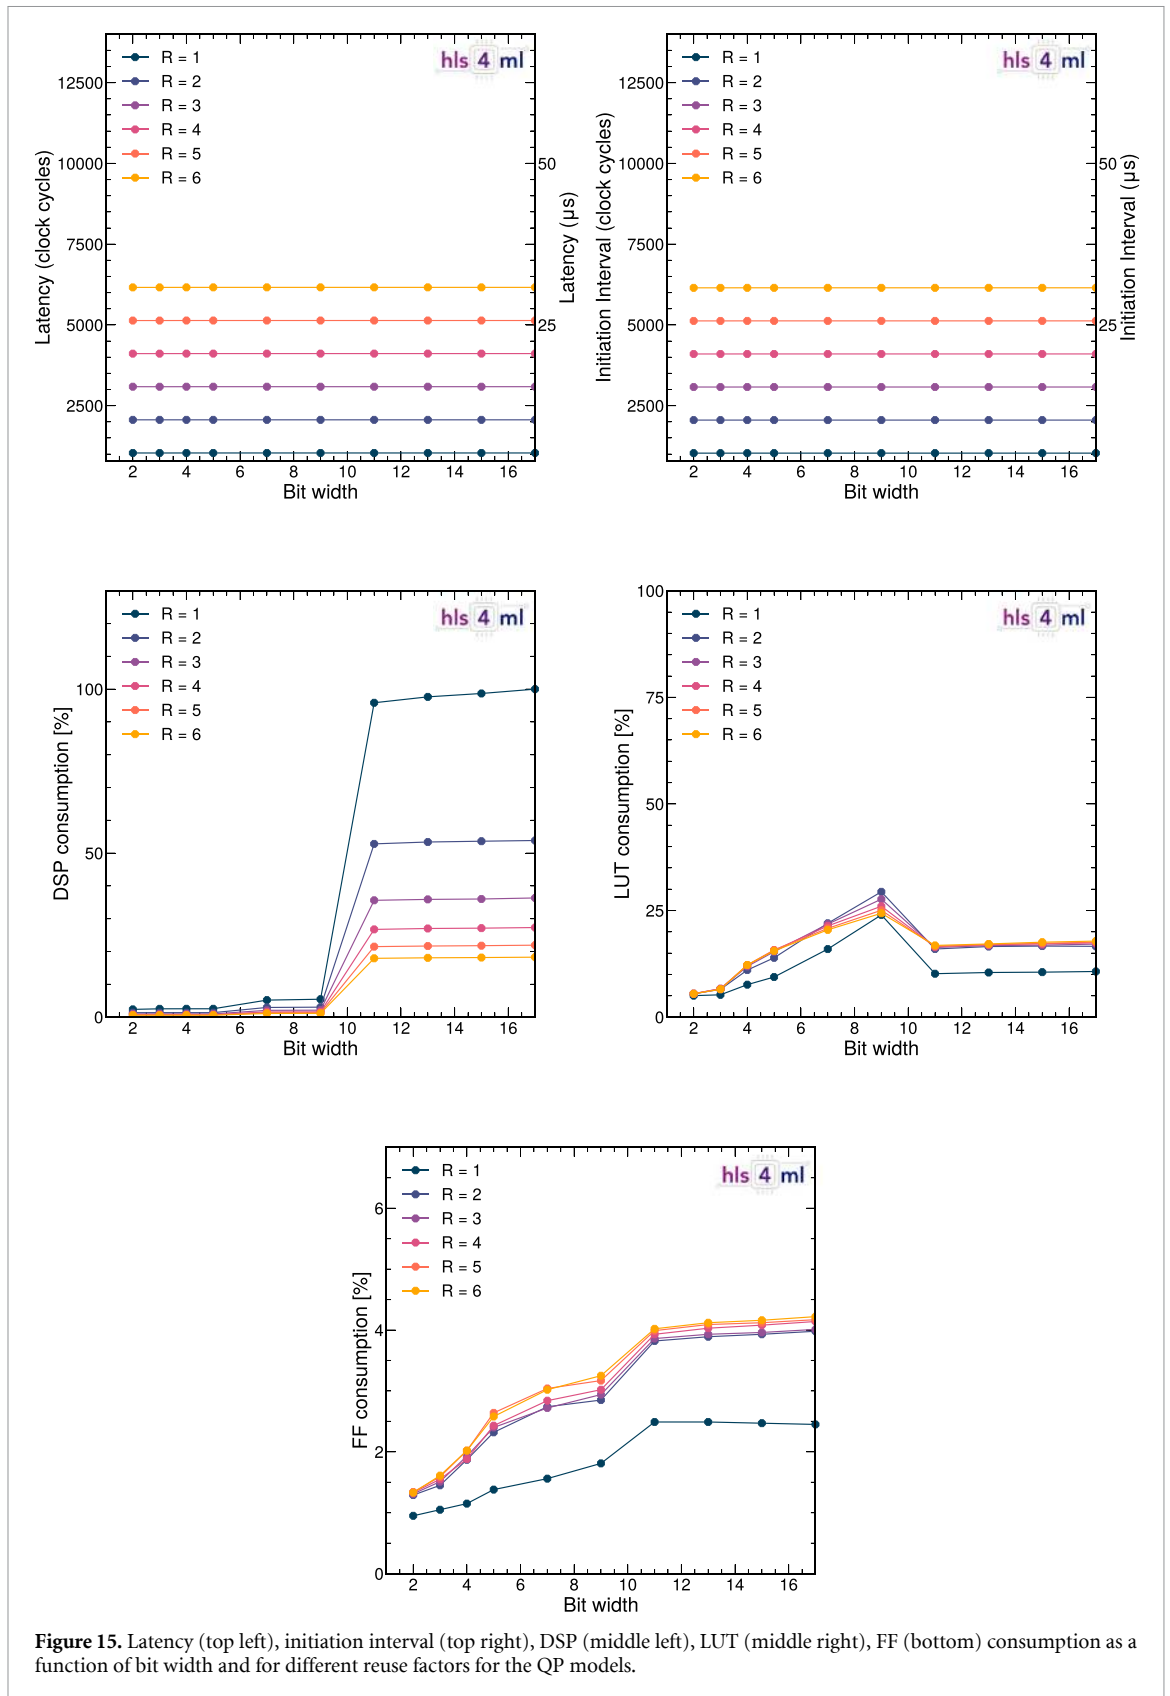 R = 1
R = 2
R = 3
R = 4
R = 5
R = 6
hls 4 ml
12500
10000
7500
5000
2500
50
25
2 4 6 8 10 12 14 16
Latency (clock cycles)
Latency (μs)
Bit width
R = 1
R = 2
R = 3
R = 4
R = 5
R = 6
hls 4 ml
12500
10000
7500
5000
2500
50
25
2 4 6 8 10 12 14 16
Initiation Interval (clock cycles)
Initiation Interval (μs)
Bit width
R = 1
R = 2
R = 3
R = 4
R = 5
R = 6
hls 4 ml
100
50
0
2 4 6 8 10 12 14 16
DSP consumption [%]
Bit width
R = 1
R = 2
R = 3
R = 4
R = 5
R = 6
hls 4 ml
100
75
50
25
0
2 4 6 8 10 12 14 16
LUT consumption [%]
Bit width
R = 1
R = 2
R = 3
R = 4
R = 5
R = 6
hls 4 ml
6
4
2
0
2 4 6 8 10 12 14 16
FF consumption [%]
Bit width
Figure 15. Latency (top left), initiation interval (top right), DSP (middle left), LUT (middle right), FF (bottom) consumption as a
function of bit width and for different reuse factors for the QP models.